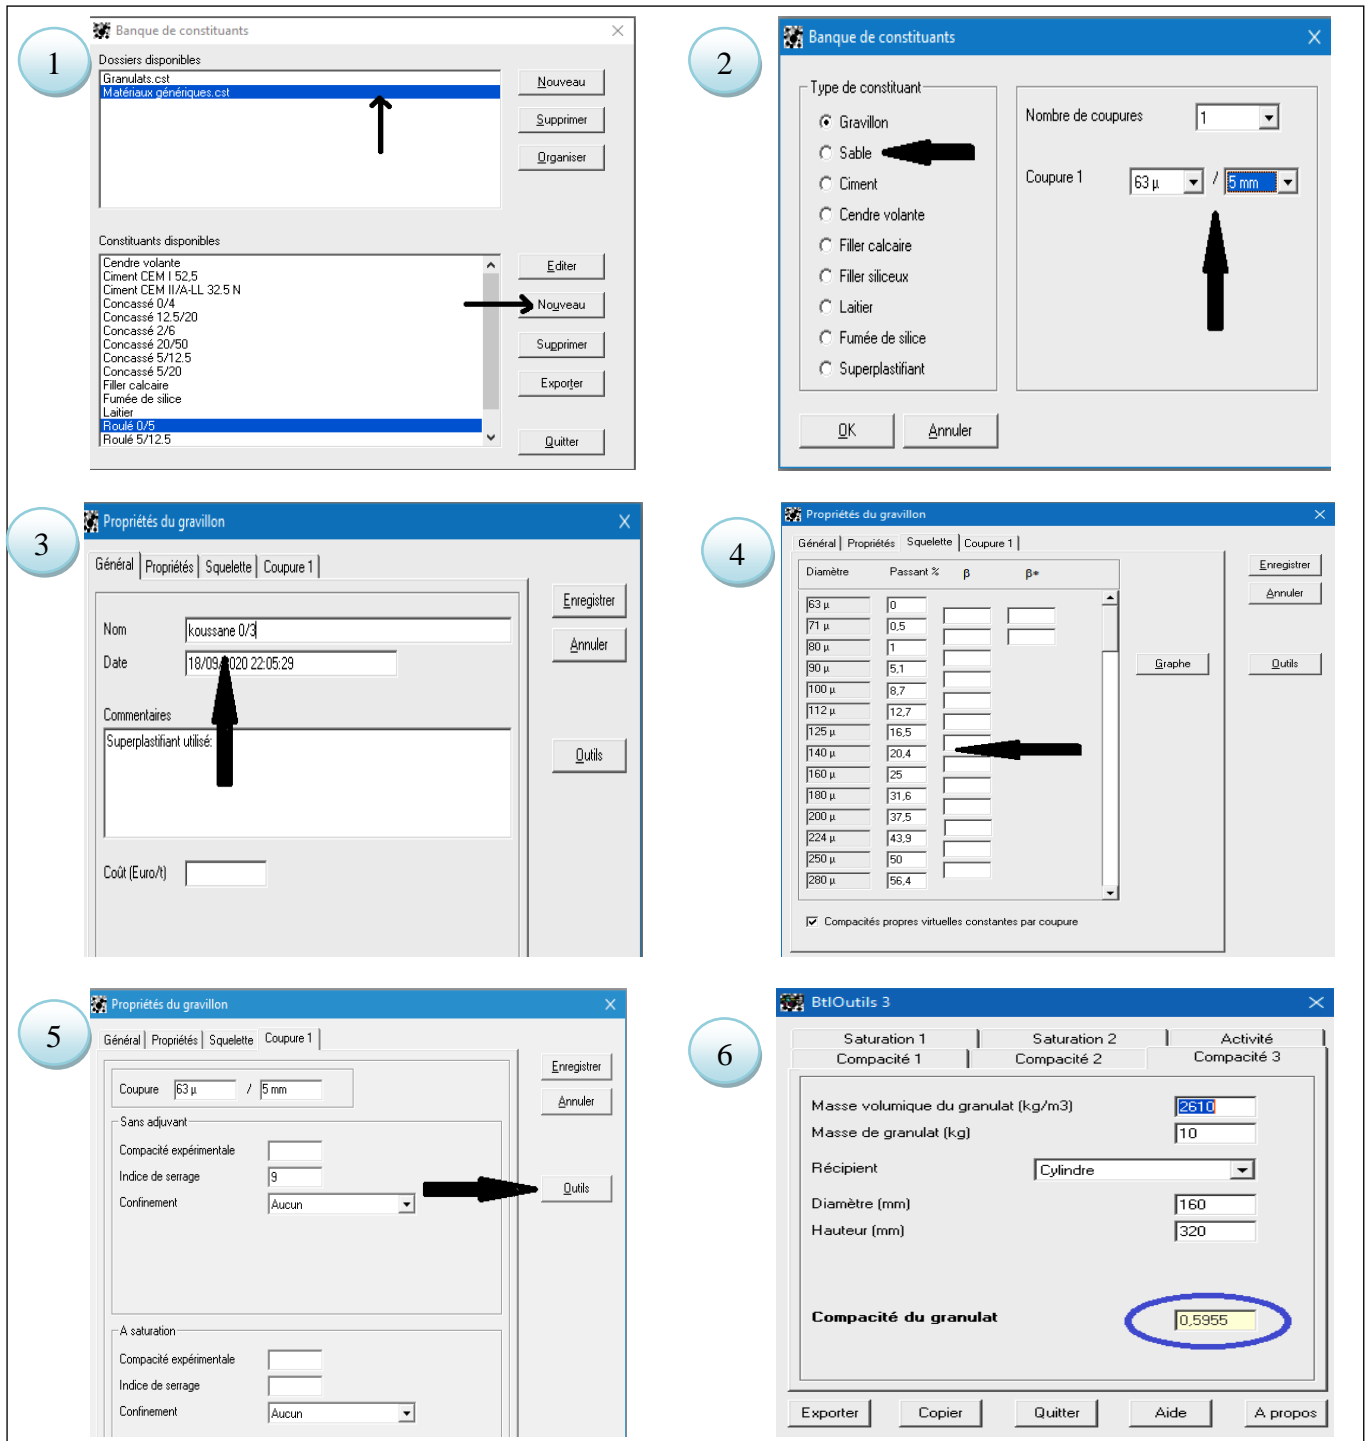 1
Banque de constituants
Dossiers disponibles
Granulats.cst
Matériaux génériques.cst
Nouveau
Supprimer
Organiser
Constituants disponibles
Cendre volante
Ciment CEM I 52,5
Ciment CEM II/A-LL 32.5 N
Concassé 0/4
Concassé 12.5/20
Concassé 2/6
Concassé 20/50
Concassé 5/12.5
Concassé 5/20
Filler calcaire
Fumée de silice
Laitier
Roulé 0/5
Roulé 5/12.5
Editer
Nouveau
Supprimer
Exporter
Quitter
2
Banque de constituants
Type de constituant
Gravillon
Sable
Ciment
Cendre volante
Filler calcaire
Filler siliceux
Laitier
Fumée de silice
Superplastifiant
Nombre de coupures 1
Coupure 1 63 µ / 5 mm
OK Annuler
3
Propriétés du gravillon
Général Propriétés Squelette Coupure 1
Nom koussane 0/3
Date 18/09/2020 22:05:29
Commentaires
Superplastifiant utilisé:
Coût (Euro/t)
Enregistrer
Annuler
Outils
4
Propriétés du gravillon
Général Propriétés Squelette Coupure 1
Diamètre Passant % β β*
63 µ 0
71 µ 0,5
80 µ 1
90 µ 5,1
100 µ 8,7
112 µ 12,7
125 µ 16,5
140 µ 20,4
160 µ 25
180 µ 31,6
200 µ 37,5
224 µ 43,9
250 µ 50
280 µ 56,4
Compacités propres virtuelles constantes par coupure
Graphe
Enregistrer
Annuler
Outils
5
Propriétés du gravillon
Général Propriétés Squelette Coupure 1
Coupure 63 µ / 5 mm
Sans adjuvant
Compacité expérimentale
Indice de serrage 9
Confinement Aucun
A saturation
Compacité expérimentale
Indice de serrage
Confinement Aucun
Enregistrer
Annuler
Outils
6
BtlOutils 3
Saturation 1 Saturation 2 Activité
Compacité 1 Compacité 2 Compacité 3
Masse volumique du granulat (kg/m3) 2610
Masse de granulat (kg) 10
Récipient Cylindre
Diamètre (mm) 160
Hauteur (mm) 320
Compacité du granulat 0,5955
Exporter Copier Quitter Aide A propos